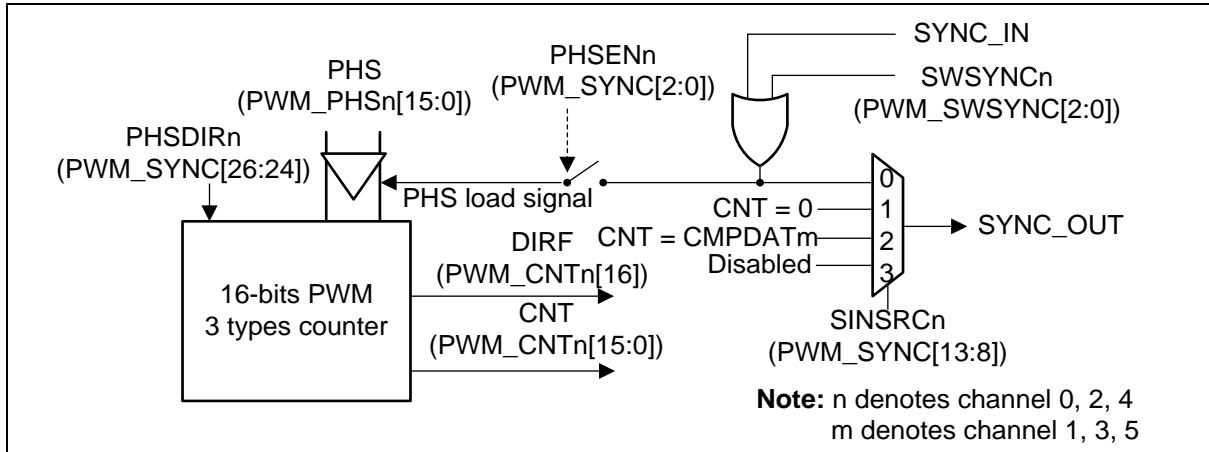 SYNC_IN
SWSYNCn
(PWM_SWSYNC[2:0])
PHSENn
(PWM_SYNC[2:0])
PHS
(PWM_PHSn[15:0])
PHSDIRn
(PWM_SYNC[26:24])
PHS load signal
0
CNT = 0
1
CNT = CMPDATm
2
Disabled
3
SYNC_OUT
DIRF
(PWM_CNTn[16])
CNT
(PWM_CNTn[15:0])
16-bits PWM
3 types counter
SINSRCn
(PWM_SYNC[13:8])
Note: n denotes channel 0, 2, 4
m denotes channel 1, 3, 5